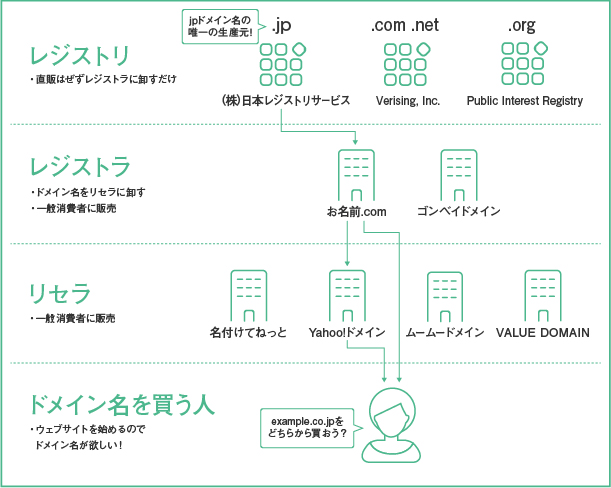 jpドメイン名の
唯一の生産元!
.jp
.com .net
.org
レジストリ
・直販はせずレジストラに卸すだけ
(株)日本レジストリサービス
Verising, Inc.
Public Interest Registry
レジストラ
・ドメイン名をリセラに卸す
・一般消費者に販売
お名前.com
ゴンベイドメイン
リセラ
・一般消費者に販売
名付けてねっと
Yahoo!ドメイン
ムームードメイン
VALUE DOMAIN
ドメイン名を買う人
・ウェブサイトを始めるので
ドメイン名が欲しい!
example.co.jpを
どちらから買おう?